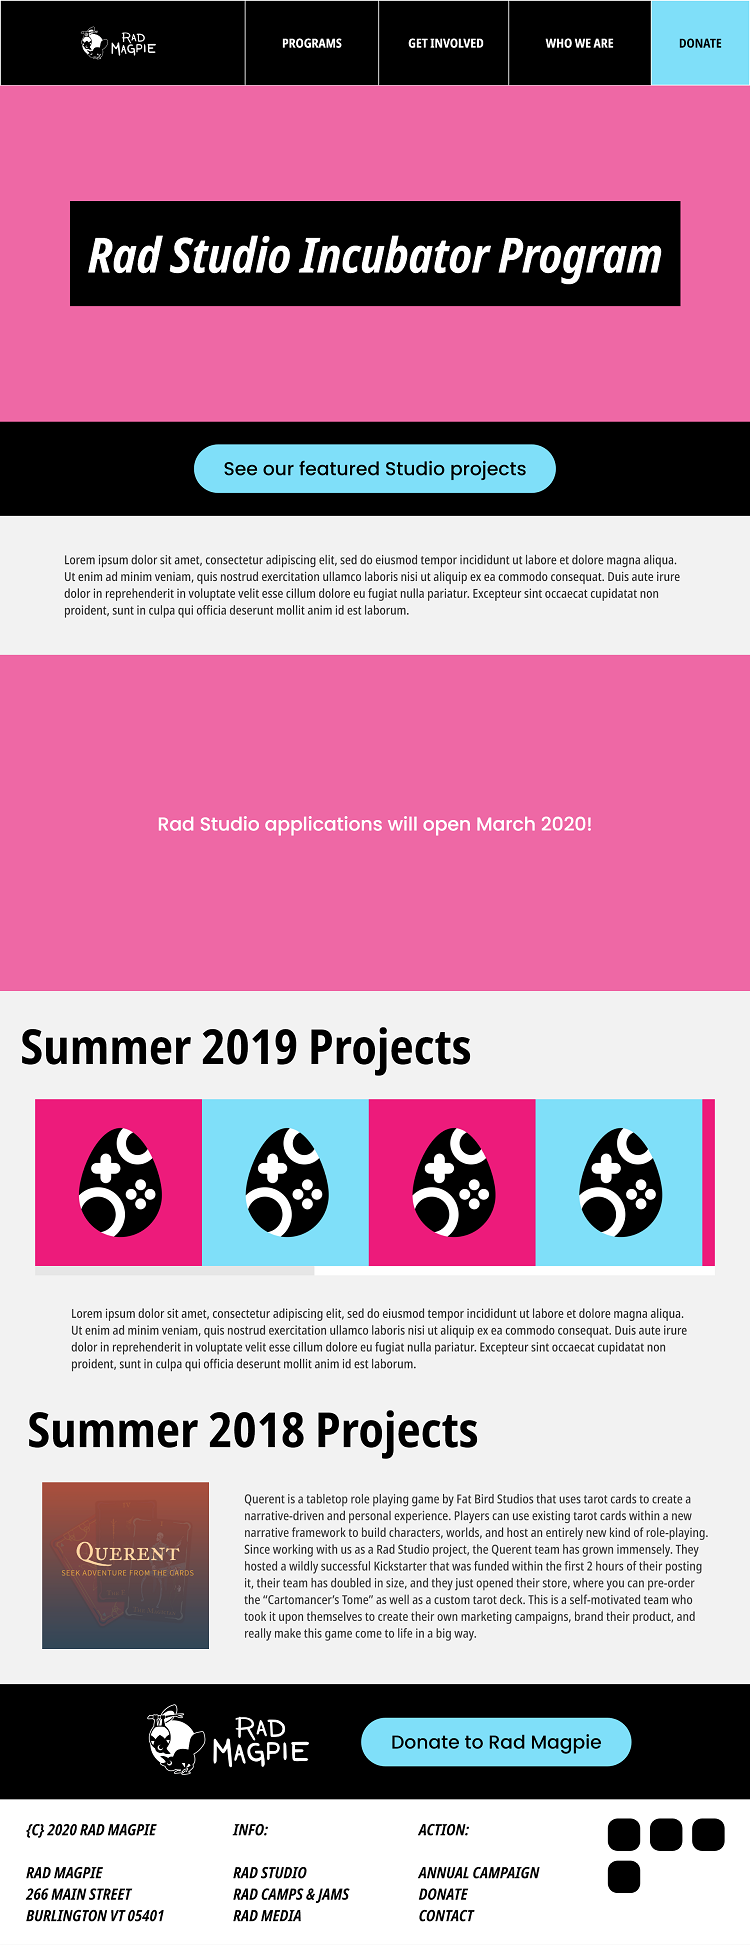 RAD MAGPIE
PROGRAMS
GET INVOLVED
WHO WE ARE
DONATE
Rad Studio Incubator Program
See our featured Studio projects
Lorem ipsum dolor sit amet, consectetur adipiscing elit, sed do eiusmod tempor incididunt ut labore et dolore magna aliqua.
Ut enim ad minim veniam, quis nostrud exercitation ullamco laboris nisi ut aliquip ex ea commodo consequat. Duis aute irure
dolor in reprehenderit in voluptate velit esse cillum dolore eu fugiat nulla pariatur. Excepteur sint occaecat cupidatat non
proident, sunt in culpa qui officia deserunt mollit anim id est laborum.
Rad Studio applications will open March 2020!
Summer 2019 Projects
Lorem ipsum dolor sit amet, consectetur adipiscing elit, sed do eiusmod tempor incididunt ut labore et dolore magna aliqua.
Ut enim ad minim veniam, quis nostrud exercitation ullamco laboris nisi ut aliquip ex ea commodo consequat. Duis aute irure
dolor in reprehenderit in voluptate velit esse cillum dolore eu fugiat nulla pariatur. Excepteur sint occaecat cupidatat non
proident, sunt in culpa qui officia deserunt mollit anim id est laborum.
Summer 2018 Projects
QUERENT
SEEK ADVENTURE FROM THE CARDS
Querent is a tabletop role playing game by Fat Bird Studios that uses tarot cards to create a
narrative-driven and personal experience. Players can use existing tarot cards within a new
narrative framework to build characters, worlds, and host an entirely new kind of role-playing.
Since working with us as a Rad Studio project, the Querent team has grown immensely. They
hosted a wildly successful Kickstarter that was funded within the first 2 hours of their posting
it, their team has doubled in size, and they just opened their store, where you can pre-order
the “Cartomancer’s Tome” as well as a custom tarot deck. This is a self-motivated team who
took it upon themselves to create their own marketing campaigns, brand their product, and
really make this game come to life in a big way.
RAD MAGPIE
Donate to Rad Magpie
{C} 2020 RAD MAGPIE
RAD MAGPIE
266 MAIN STREET
BURLINGTON VT 05401
INFO:
RAD STUDIO
RAD CAMPS & JAMS
RAD MEDIA
ACTION:
ANNUAL CAMPAIGN
DONATE
CONTACT